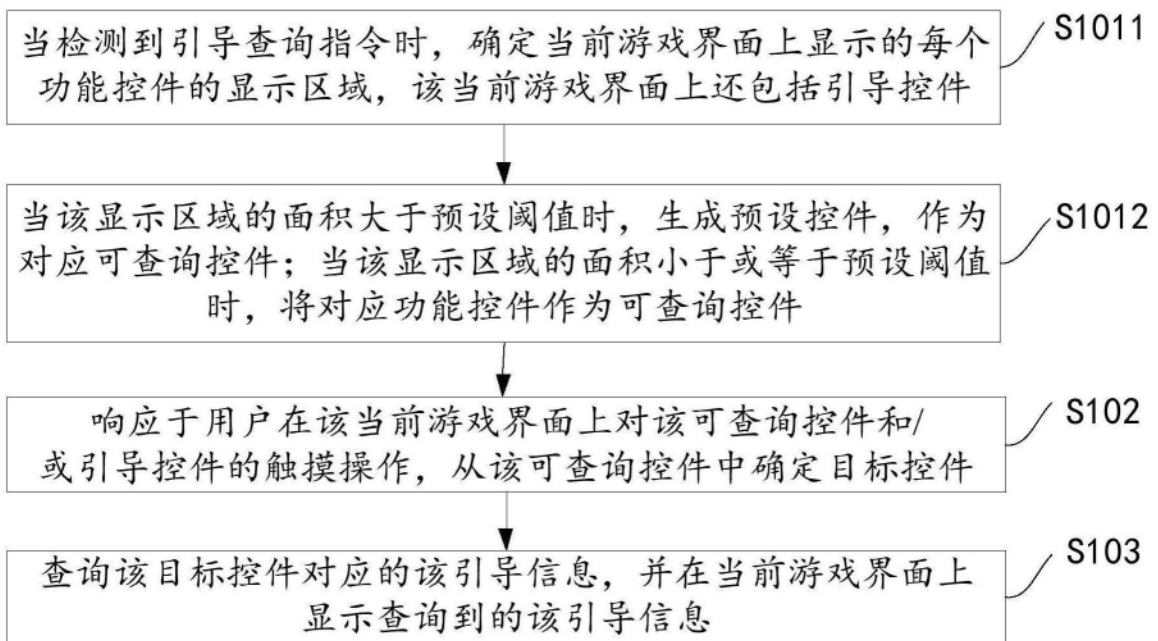 当检测到引导查询指令时，确定当前游戏界面上显示的每个
功能控件的显示区域，该当前游戏界面上还包括引导控件
S1011
当该显示区域的面积大于预设阈值时，生成预设控件，作为
对应可查询控件；当该显示区域的面积小于或等于预设阈值
时，将对应功能控件作为可查询控件
S1012
响应于用户在该当前游戏界面上对该可查询控件和/
或引导控件的触摸操作，从该可查询控件中确定目标控件
S102
查询该目标控件对应的该引导信息，并在当前游戏界面上
显示查询到的该引导信息
S103